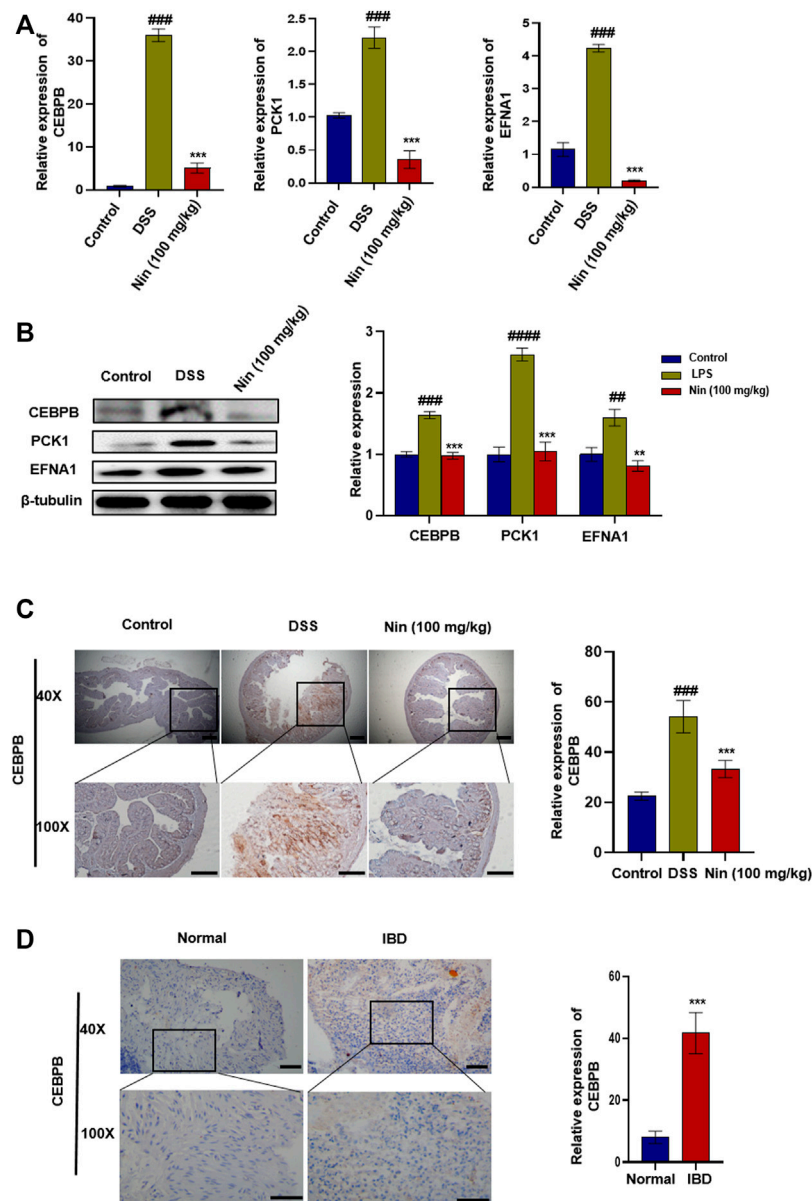 A
Relative expression of
CEBPB
40
30
20
10
0
###
***
Control
DSS
Nin (100 mg/kg)
Relative expression of
PCK1
2.5
2.0
1.5
1.0
0.5
0.0
###
***
Control
DSS
Nin (100 mg/kg)
Relative expression of
EFNA1
5
4
3
2
1
0
###
***
Control
DSS
Nin (100 mg/kg)
B
Control
DSS
Nin (100 mg/kg)
CEBPB
PCK1
EFNA1
β-tubulin
Relative expression
3
2
1
0
###
***
####
***
##
**
CEBPB
PCK1
EFNA1
Control
LPS
Nin (100 mg/kg)
C
Control
DSS
Nin (100 mg/kg)
CEBPB
40X
100X
Relative expression of
CEBPB
80
60
40
20
0
###
***
Control
DSS
Nin (100 mg/kg)
D
Normal
IBD
CEBPB
40X
100X
Relative expression of
CEBPB
60
40
20
0
***
Normal
IBD